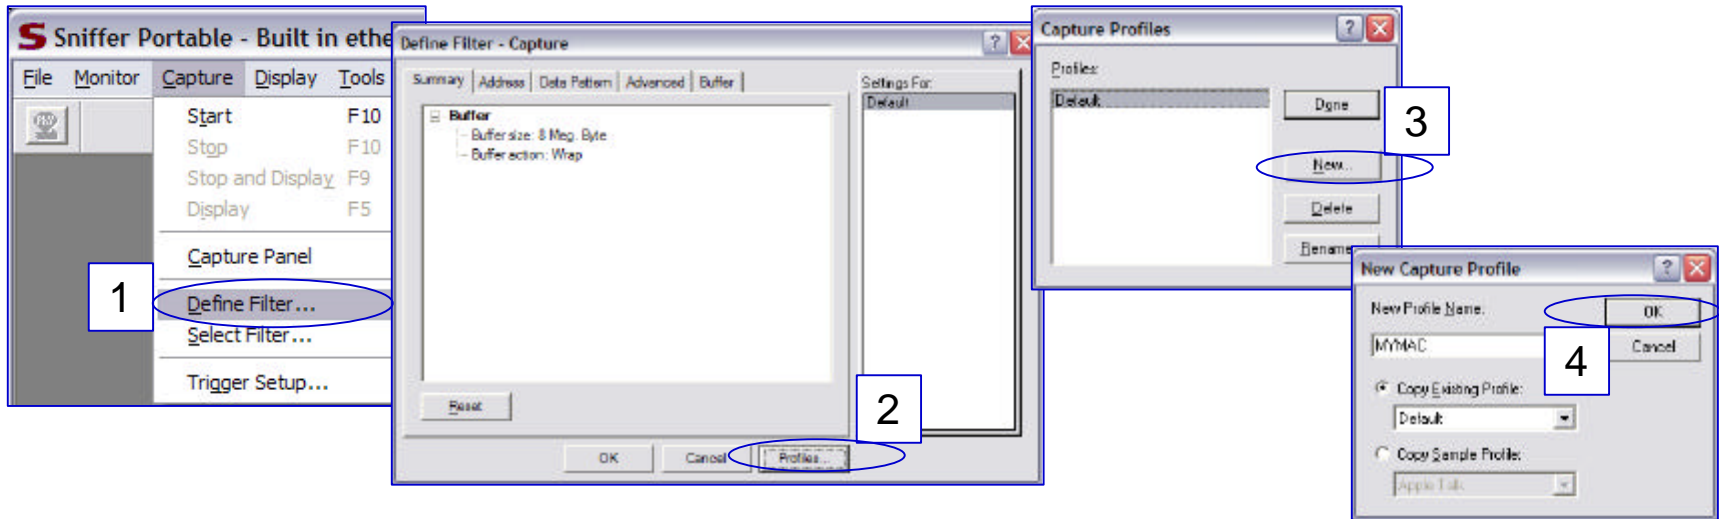 S Sniffer Portable - Built in ethe
File Monitor Capture Display Tools
Start F10
Stop F10
Stop and Display F9
Display F5
Capture Panel
1
Define Filter...
Select Filter...
Trigger Setup...
Define Filter - Capture
Summary Address Data Pattern Advanced Buffer
Buffer
Buffer size: 8 Meg. Byte
Buffer action: Wrap
Reset
Settings For:
Default
2
OK Cancel Profiles...
Capture Profiles
Profiles:
Default
Done
3
New...
Delete
Rename
New Capture Profile
New Profile Name:
OK
MYMAC
Cancel
4
Copy Existing Profile:
Default
Copy Sample Profile:
Apple Talk